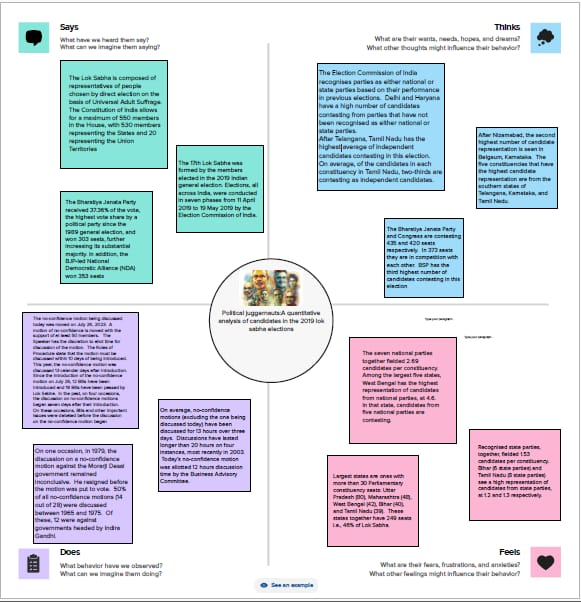 Says
What have we heard them say?
What can we imagine them saying?
Thinks
What are their wants, needs, hopes, and dreams?
What other thoughts might influence their behavior?
The Lok Sabha is composed of
representatives of people
chosen by direct election on the
basis of Universal Adult Suffrage.
The Constitution of India allows
for a maximum of 550 members
in the House, with 530 members
representing the States and 20
representing the Union
Territories
The 17th Lok Sabha was
formed by the members
elected in the 2019 Indian
general election. Elections, all
across India, were conducted
in seven phases from 11 April
2019 to 19 May 2019 by the
Election Commission of India.
The Bharatiya Janata Party
received 37.36% of the vote,
the highest vote share by a
political party since the
1989 general election, and
won 303 seats, further
increasing its substantial
majority. In addition, the
BJP-led National
Democratic Alliance (NDA)
won 353 seats
The Election Commission of India
recognises parties as either national or
state parties based on their performance
in previous elections. Delhi and Haryana
have a high number of candidates
contesting from parties that have not
been recognised as either national or
state parties.
After Telangana, Tamil Nadu has the
highest average of independent
candidates contesting in this election.
On average, of the candidates in each
constituency in Tamil Nadu, two-thirds are
contesting as independent candidates.
After Nizamabad, the second
highest number of candidate
representation is seen in
Belgaum, Karnataka. The
five constituencies that have
the highest candidate
representation are from the
southern states of
Telangana, Karnataka, and
Tamil Nadu.
The Bharatiya Janata Party
and Congress are contesting
435 and 420 seats
respectively. In 373 seats
they are in competition with
each other. BSP has the
third highest number of
candidates contesting in this
election
Political juggernauts:A quantitative
analysis of candidates in the 2019 lok
sabha elections
Type your paragraph...
Type your paragraph...
The no-confidence motion being discussed
today was moved on July 26, 2023. A
motion of no-confidence is moved with the
support of at least 50 members. The
Speaker has the discretion to allot time for
discussion of the motion. The Rules of
Procedure state that the motion must be
discussed within 10 days of being introduced.
This year, the no-confidence motion was
discussed 13 calendar days after introduction.
Since the introduction of the no-confidence
motion on July 26, 12 Bills have been
introduced and 18 Bills have been passed by
Lok Sabha. In the past, on four occasions,
the discussion on no-confidence motions
began seven days after their introduction.
On these occasions, Bills and other important
issues were debated before the discussion
on the no-confidence motion began
On average, no-confidence
motions (excluding the one
being discussed today) have been
discussed for 13 hours over three
days. Discussions have lasted
longer than 20 hours on four
instances, most recently in 2003.
Today's no-confidence motion
was allotted 12 hours discussion
time by the Business Advisory
Committee.
On one occasion, in 1979, the
discussion on a no-confidence
motion against the Morarji Desai
government remained
inconclusive. He resigned before
the motion was put to vote. 50%
of all no-confidence motions (14
out of 28) were discussed
between 1965 and 1975. Of
these, 12 were against
governments headed by Indira
Gandhi.
The seven national parties
together fielded 2.69
candidates per constituency.
Among the largest five states,
West Bengal has the highest
representation of candidates
from national parties, at 4.6.
In that state, candidates from
five national parties are
contesting.
Recognised state parties,
together, fielded 1.53
candidates per constituency.
Bihar (6 state parties) and
Tamil Nadu (8 state parties)
see a high representation of
candidates from state parties,
at 1.2 and 1.3 respectively.
Largest states are ones with
more than 30 Parliamentary
constituency seats: Uttar
Pradesh (80), Maharashtra (48),
West Bengal (42), Bihar (40),
and Tamil Nadu (39). These
states together have 249 seats
i.e., 46% of Lok Sabha.
Does
What behavior have we observed?
What can we imagine them doing?
See an example
Feels
What are their fears, frustrations, and anxieties?
What other feelings might influence their behavior?